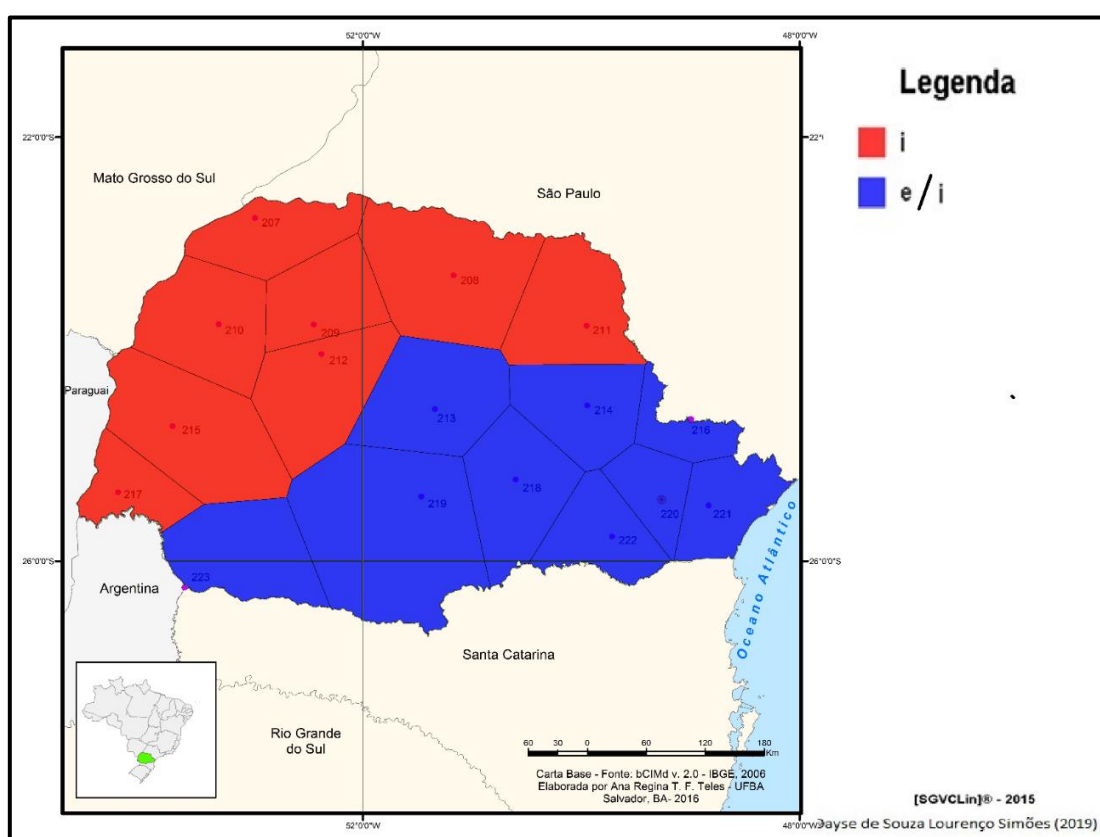 52°0'0"W
48°0'0"W
Legenda
22°0'0"S
22°
i
Mato Grosso do Sul
São Paulo
e / i
207
208
210
209
211
212
Paraguai
213
214
215
216
217
219
218
220
221
222
Oceano Atlântico
26°0'0"S
26°0'0"S
Argentina
223
Santa Catarina
Rio Grande
do Sul
60 30 0 60 120 180
Km
Carta Base - Fonte: bCIMd v. 2.0 - IBGE, 2006
Elaborada por Ana Regina T. F. Teles - UFBA
Salvador, BA- 2016
[SGVCLin]® - 2015
Dayse de Souza Lourenço Simões (2019)
52°0'0"W
48°0'0"W